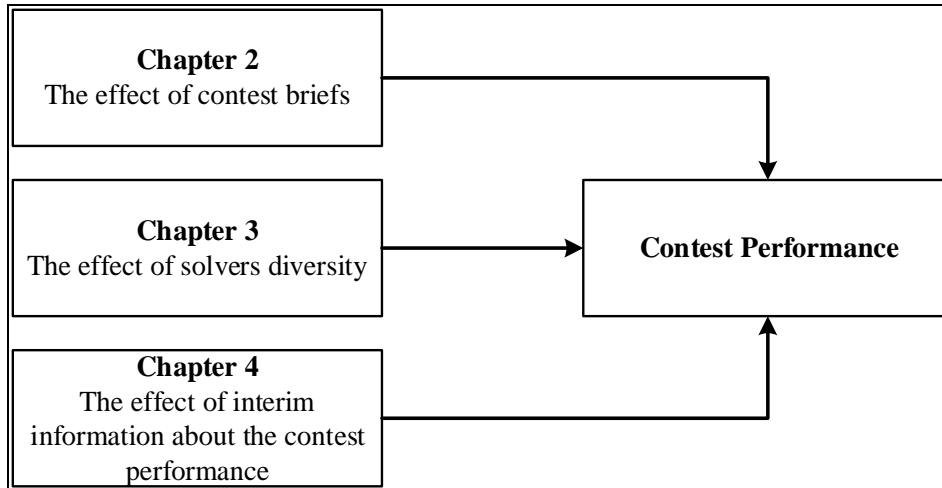 Chapter 2
The effect of contest briefs
Chapter 3
The effect of solvers diversity
Contest Performance
Chapter 4
The effect of interim
information about the contest
performance